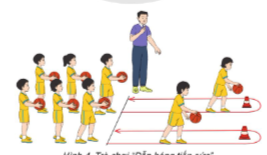 Hình 4. Trò chơi "Dẫn bóng tiếp sức"